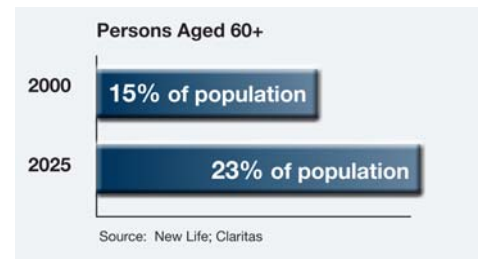 Persons Aged 60+
2000
15% of population
2025
23% of population
Source: New Life; Claritas